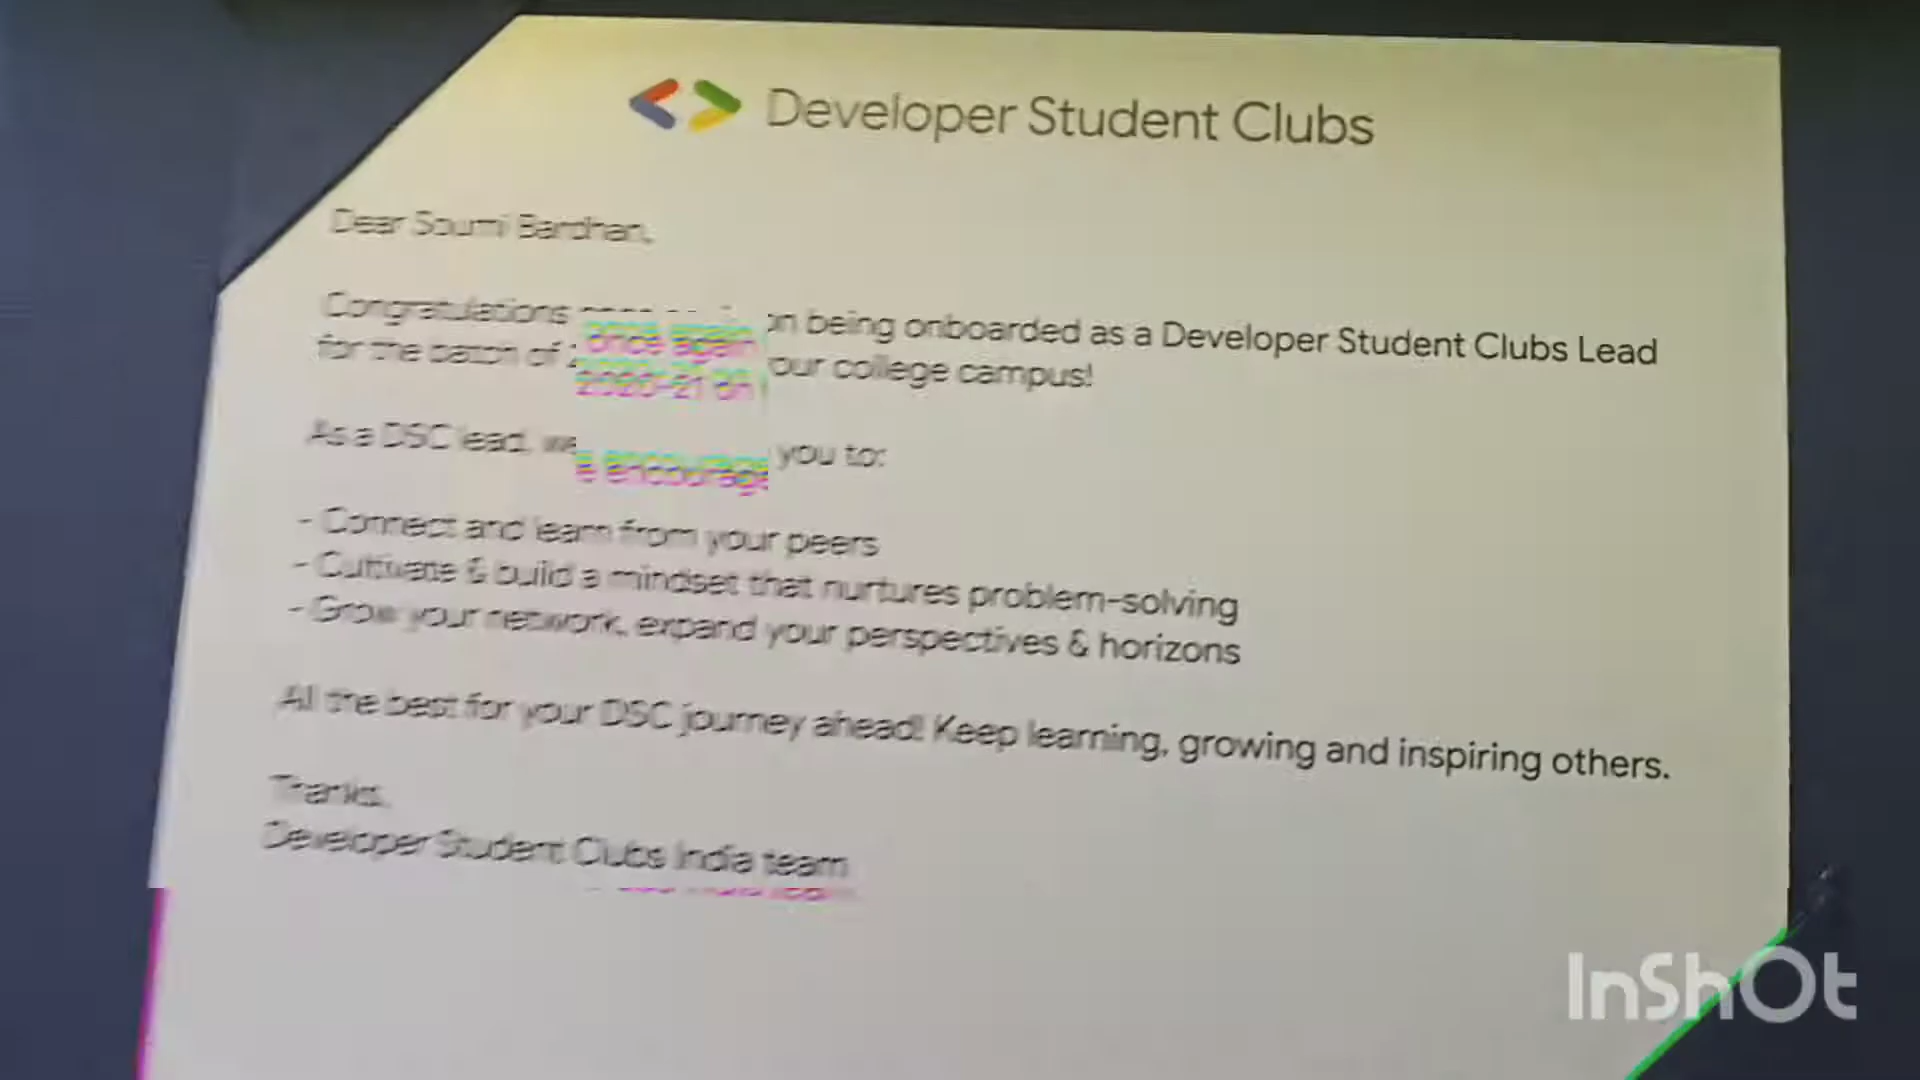 Developer Student Clubs
Dear Soumi Bardhan,
Congratulations once again on being onboarded as a Developer Student Clubs Lead
for the batch of 2020-21 on your college campus!
As a DSC lead, we encourage you to:
- Connect and learn from your peers
- Cultivate & build a mindset that nurtures problem-solving
- Grow your network, expand your perspectives & horizons
All the best for your DSC journey ahead! Keep learning, growing and inspiring others.
Thanks,
Developer Student Clubs India team
InShOt